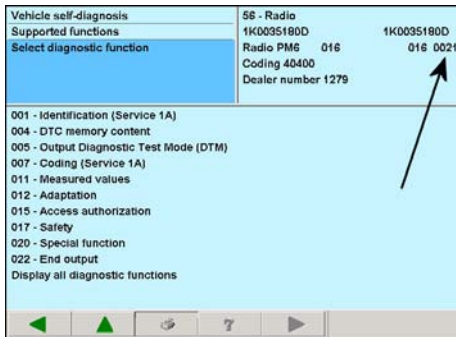 Vehicle self-diagnosis
Supported functions
Select diagnostic function
56 - Radio
1K0035180D 1K0035180D
Radio PM6 016 016 0021
Coding 40400
Dealer number 1279
001 - Identification (Service 1A)
004 - DTC memory content
005 - Output Diagnostic Test Mode (DTM)
007 - Coding (Service 1A)
011 - Measured values
012 - Adaptation
015 - Access authorization
017 - Safety
020 - Special function
022 - End output
Display all diagnostic functions
?